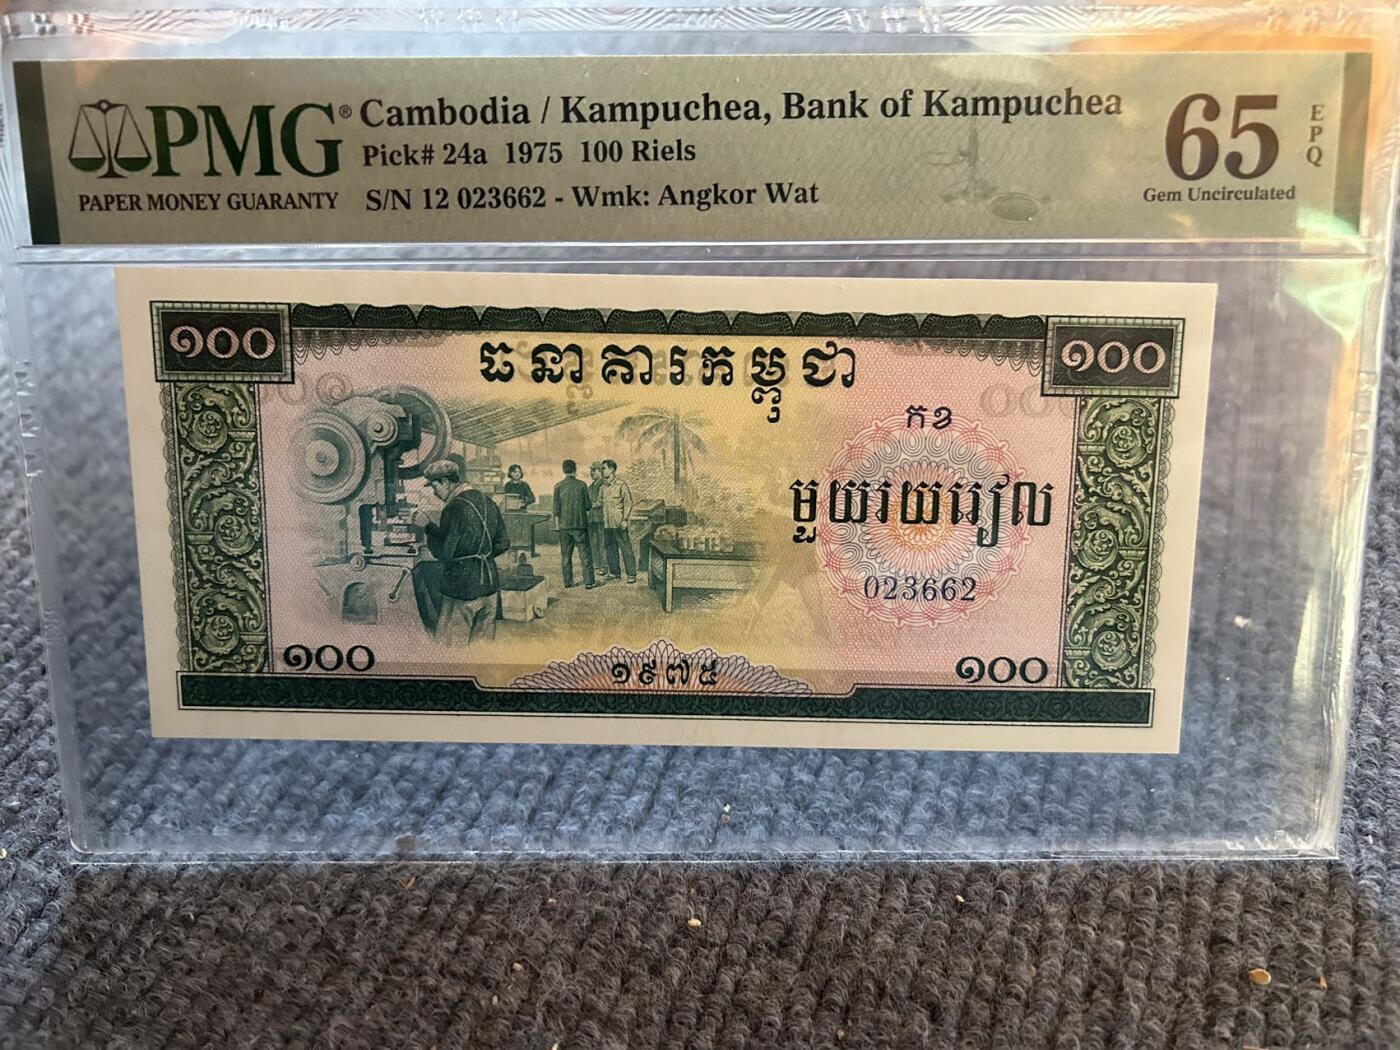 PMG® Cambodia / Kampuchea, Bank of Kampuchea 65 EPQ
Pick# 24a 1975 100 Riels
PAPER MONEY GUARANTY S/N 12 023662 - Wmk: Angkor Wat Gem Uncirculated
១០០ ធនាគារកម្ពុជា ១០០
កខ
មួយរយរៀល
023662
១០០ ១៩៧៥ ១០០